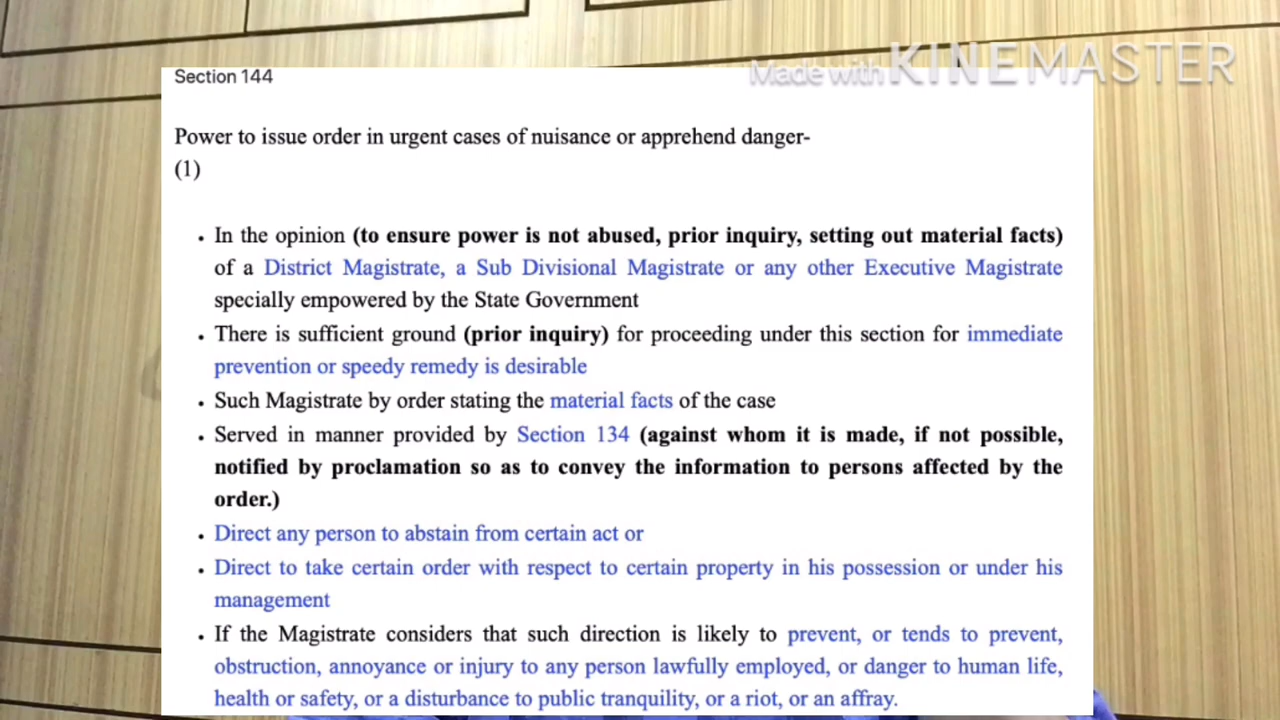 Made with KINEMASTER
Section 144
Power to issue order in urgent cases of nuisance or apprehend danger-
(1)
• In the opinion (to ensure power is not abused, prior inquiry, setting out material facts)
of a District Magistrate, a Sub Divisional Magistrate or any other Executive Magistrate
specially empowered by the State Government
• There is sufficient ground (prior inquiry) for proceeding under this section for immediate
prevention or speedy remedy is desirable
• Such Magistrate by order stating the material facts of the case
• Served in manner provided by Section 134 (against whom it is made, if not possible,
notified by proclamation so as to convey the information to persons affected by the
order.)
• Direct any person to abstain from certain act or
• Direct to take certain order with respect to certain property in his possession or under his
management
• If the Magistrate considers that such direction is likely to prevent, or tends to prevent,
obstruction, annoyance or injury to any person lawfully employed, or danger to human life,
health or safety, or a disturbance to public tranquility, or a riot, or an affray.